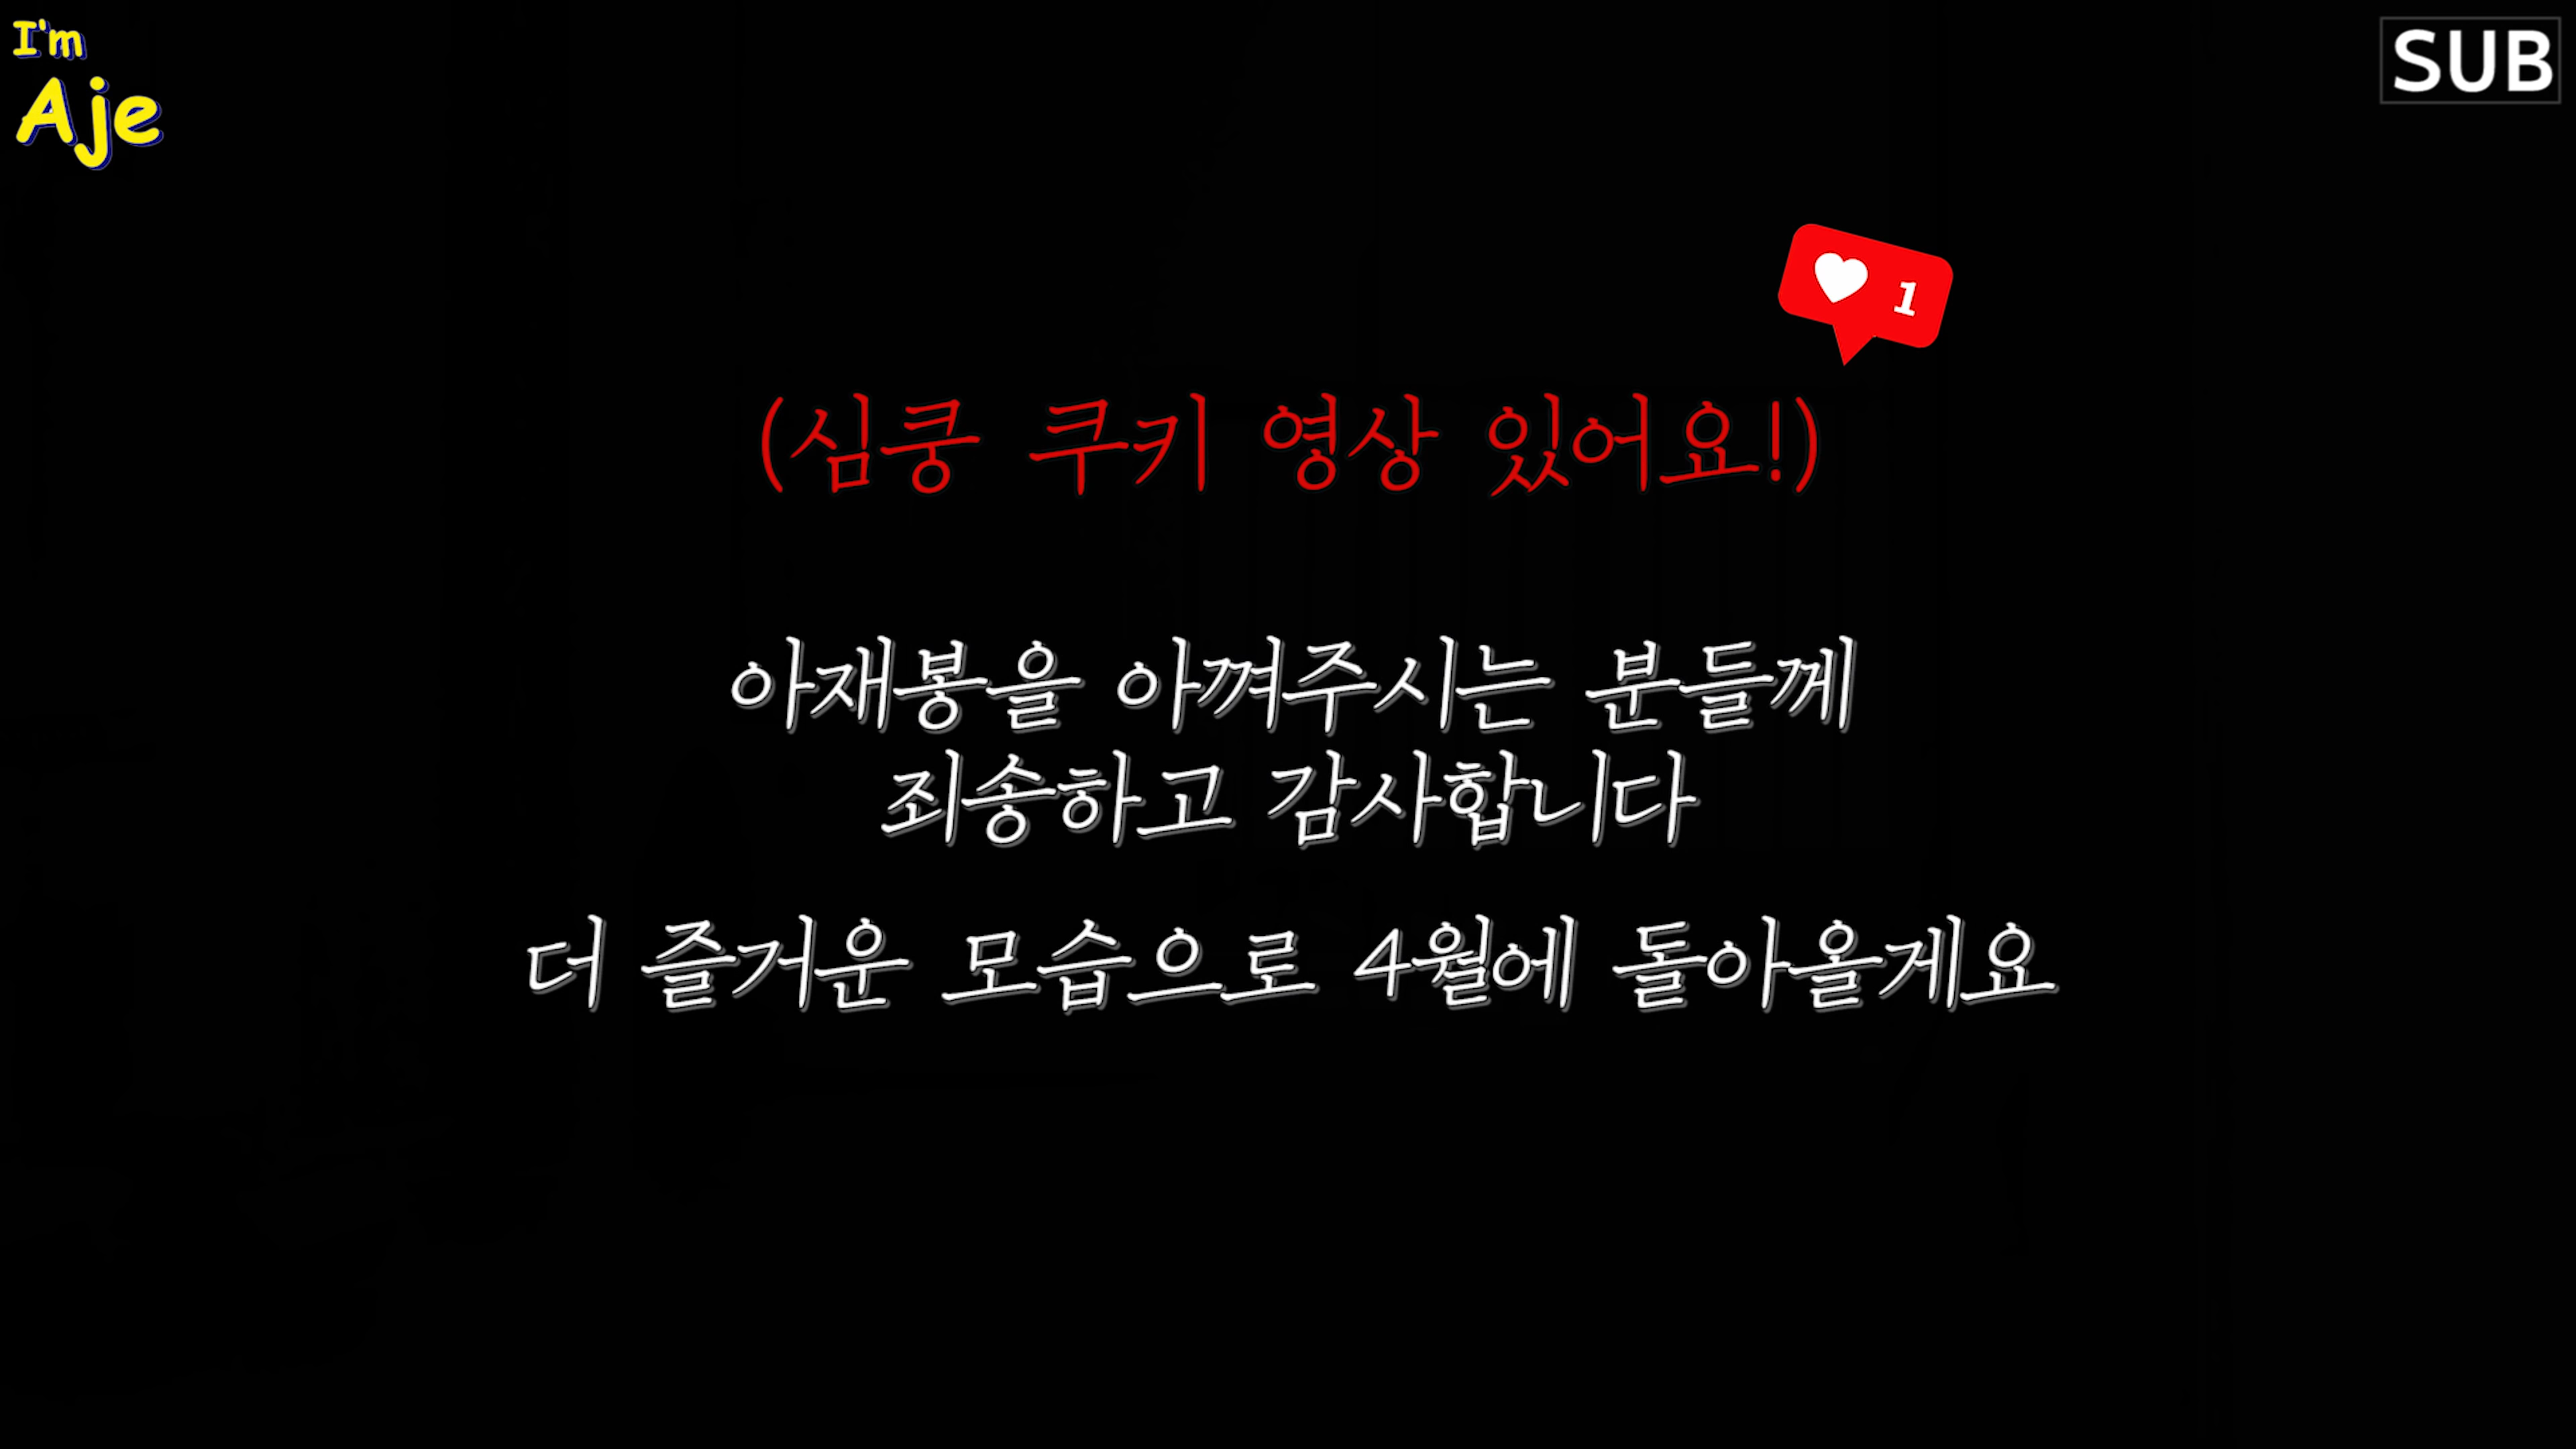 I'm
Aje
SUB
1
(심쿵 쿠키 영상 있어요!)
아재봉을 아껴주시는 분들께
죄송하고 감사합니다
더 즐거운 모습으로 4월에 돌아올게요